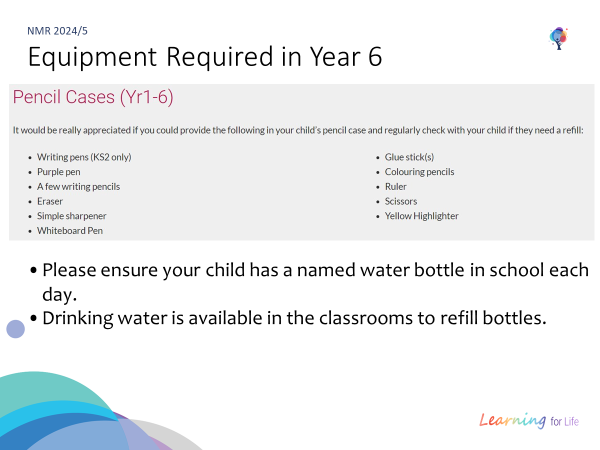 NMR 2024/5
Equipment Required in Year 6
Pencil Cases (Yr1-6)
It would be really appreciated if you could provide the following in your child's pencil case and regularly check with your child if they need a refill:
• Writing pens (KS2 only)
• Purple pen
• A few writing pencils
• Eraser
• Simple sharpener
• Whiteboard Pen
• Glue stick(s)
• Colouring pencils
• Ruler
• Scissors
• Yellow Highlighter
• Please ensure your child has a named water bottle in school each
day.
• Drinking water is available in the classrooms to refill bottles.
Learning for Life